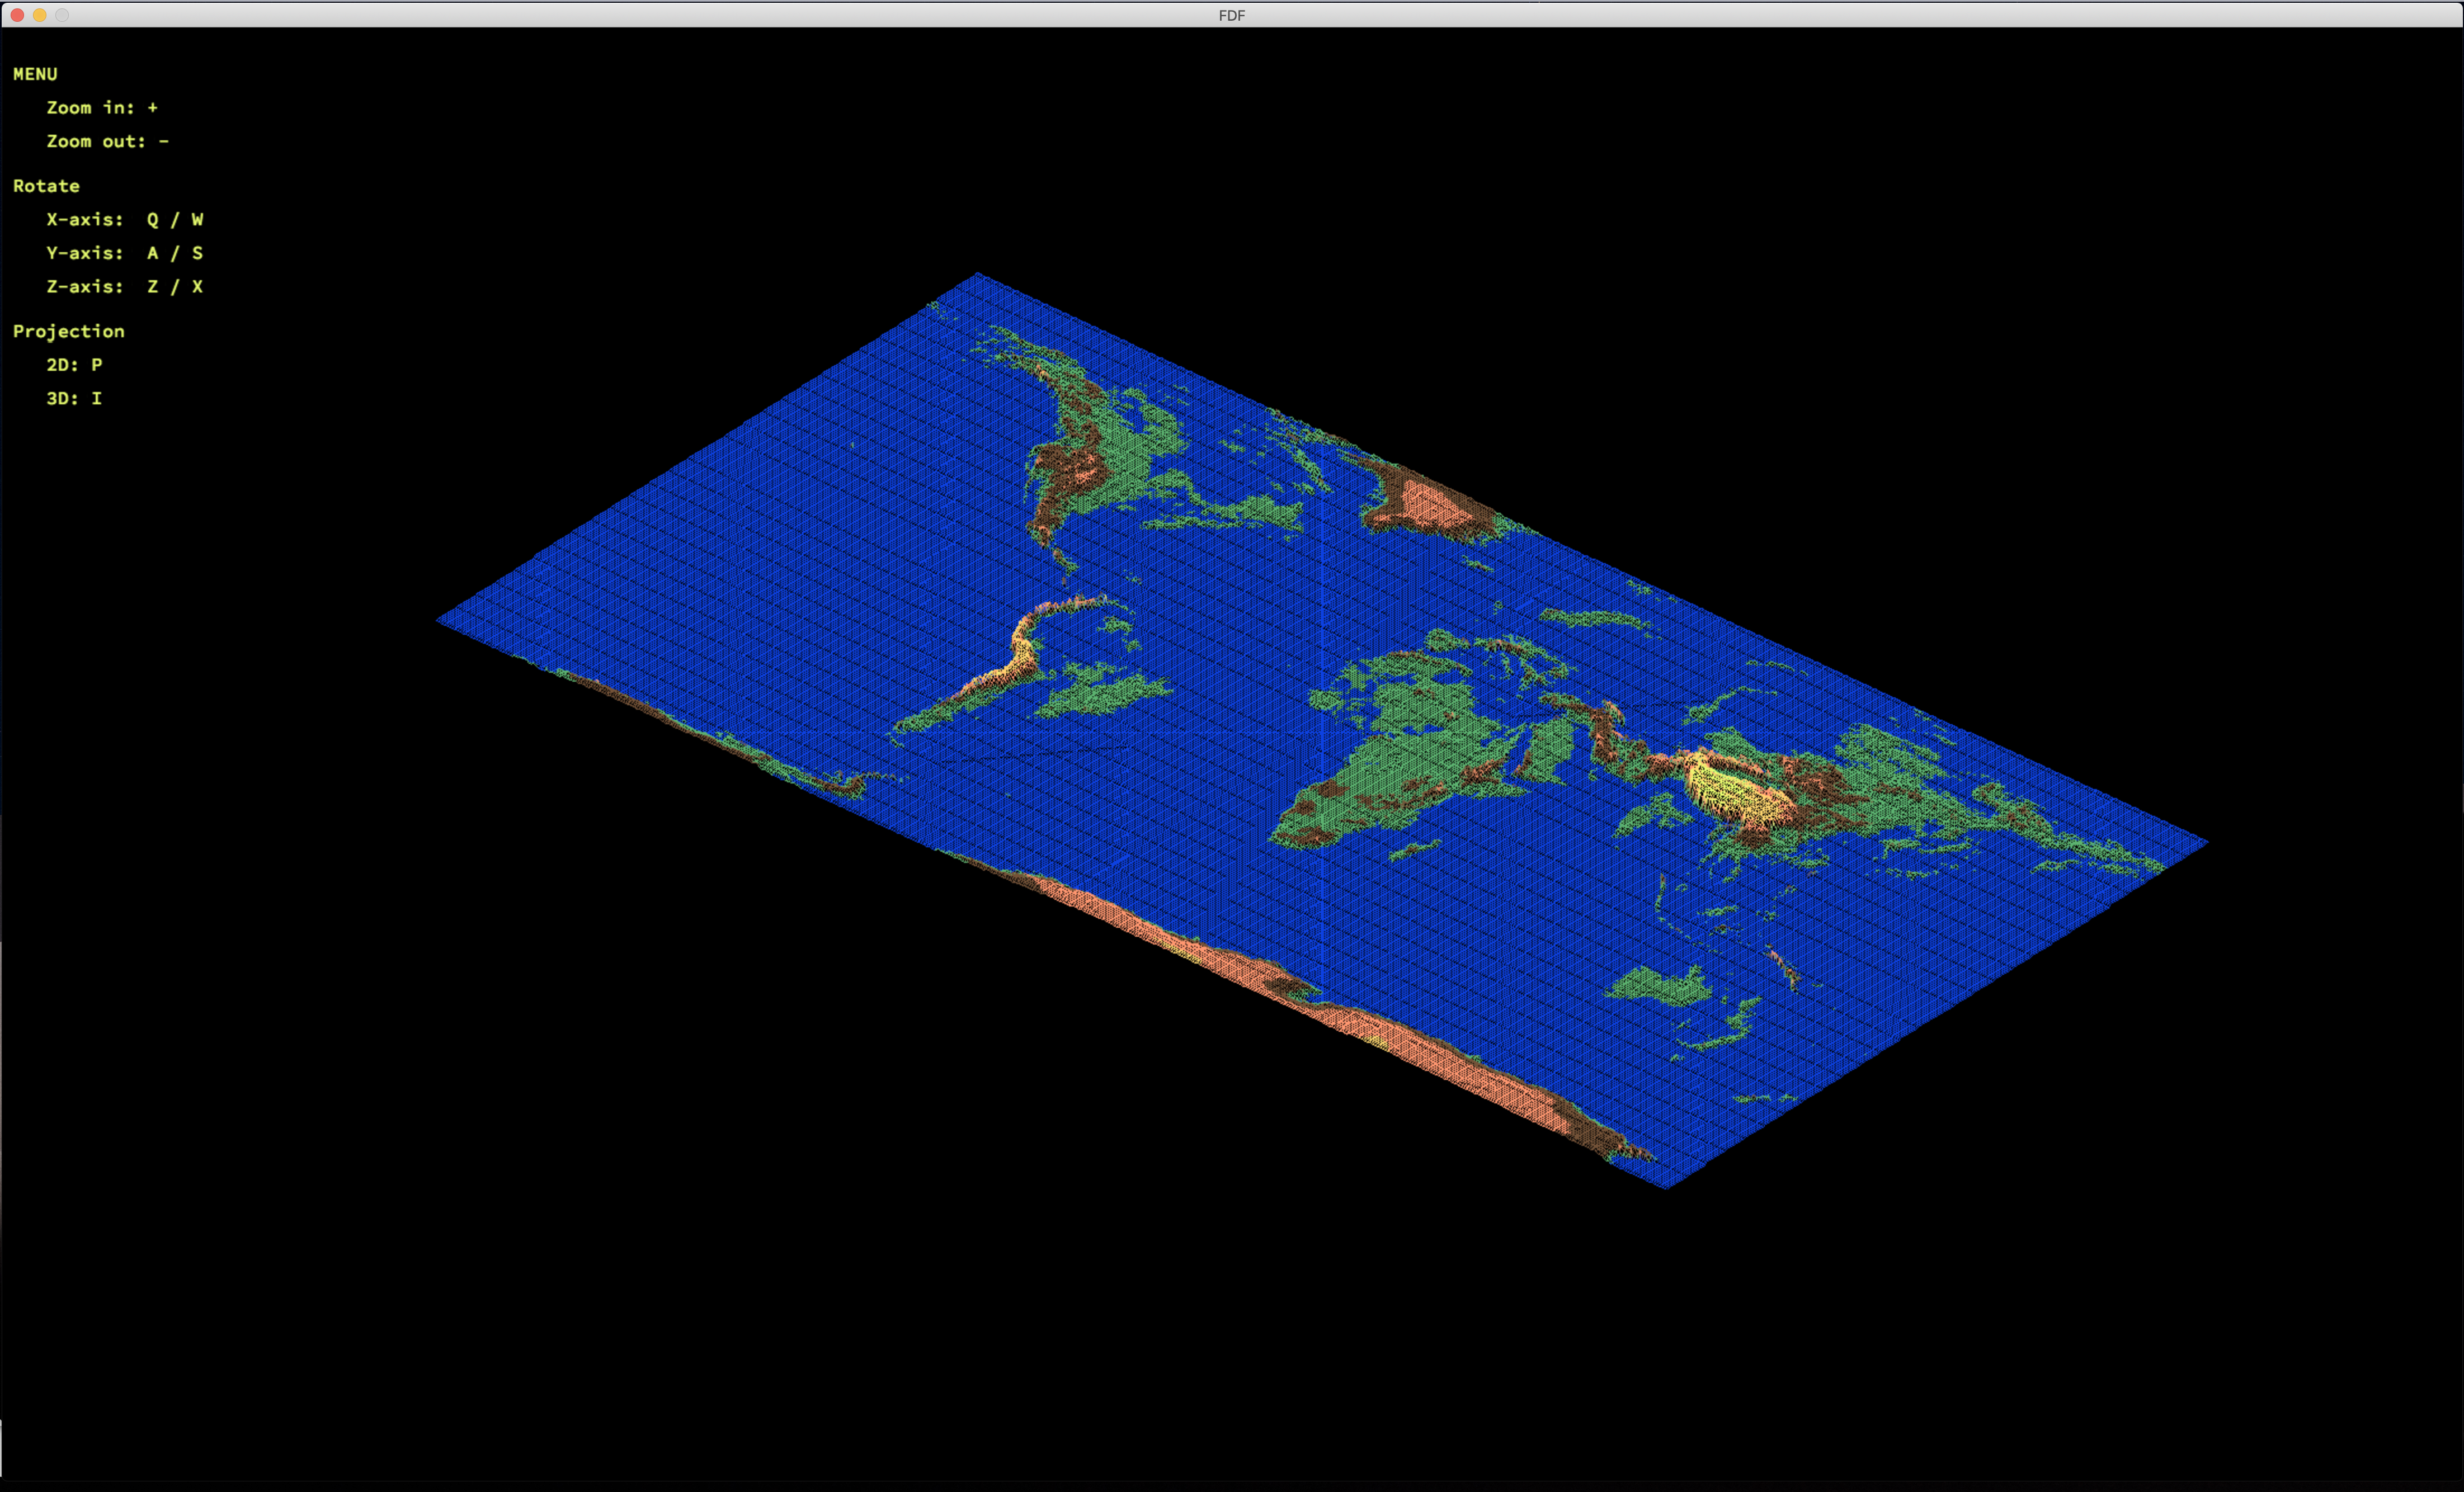 FDF
MENU
Zoom in: +
Zoom out: -
Rotate
X-axis: Q / W
Y-axis: A / S
Z-axis: Z / X
Projection
2D: P
3D: I